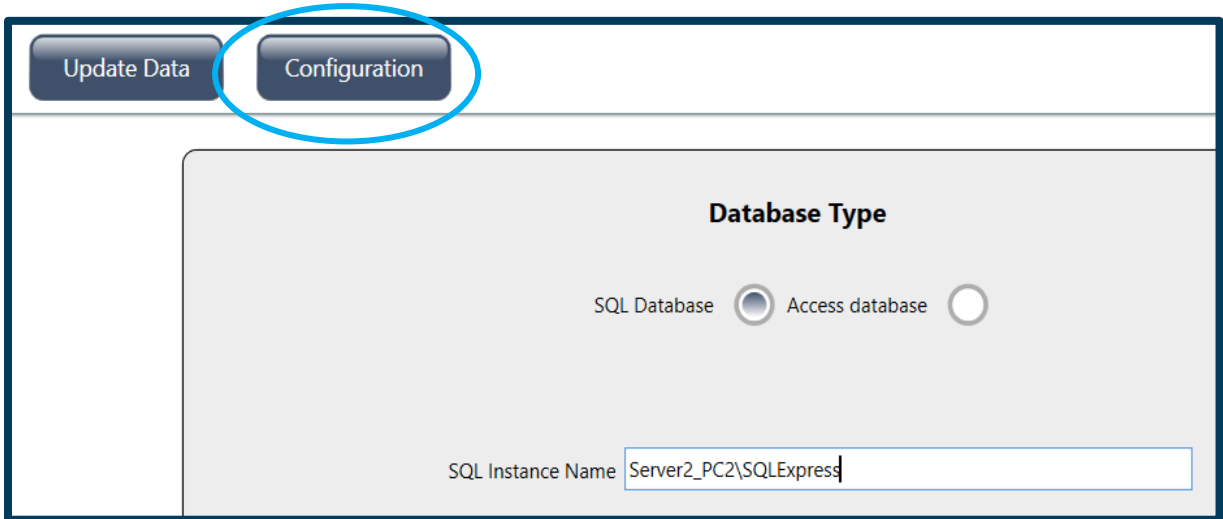 Update Data Configuration
Database Type
SQL Database Access database
SQL Instance Name Server2_PC2\SQLExpress